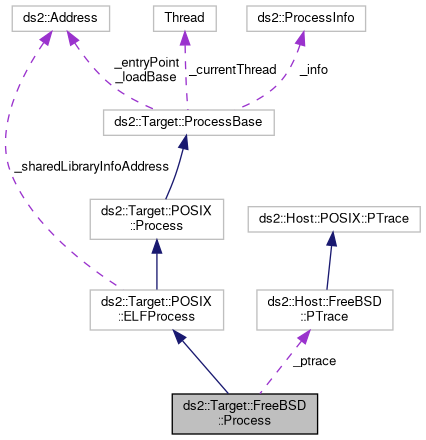 ds2::Address
Thread
ds2::ProcessInfo
_entryPoint
_loadBase
_currentThread
_info
ds2::Target::ProcessBase
_sharedLibraryInfoAddress
ds2::Target::POSIX
::Process
ds2::Host::POSIX::PTrace
ds2::Target::POSIX
::ELFProcess
ds2::Host::FreeBSD
::PTrace
_ptrace
ds2::Target::FreeBSD
::Process